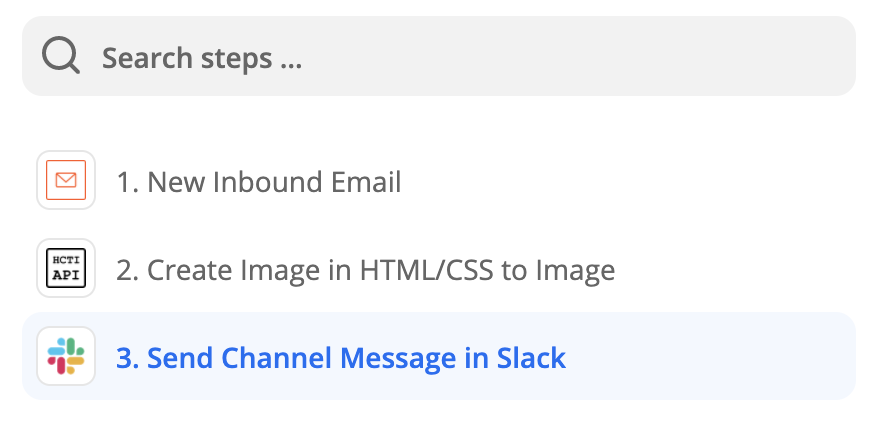 Search steps ...
1. New Inbound Email
HCTI
API
2. Create Image in HTML/CSS to Image
3. Send Channel Message in Slack